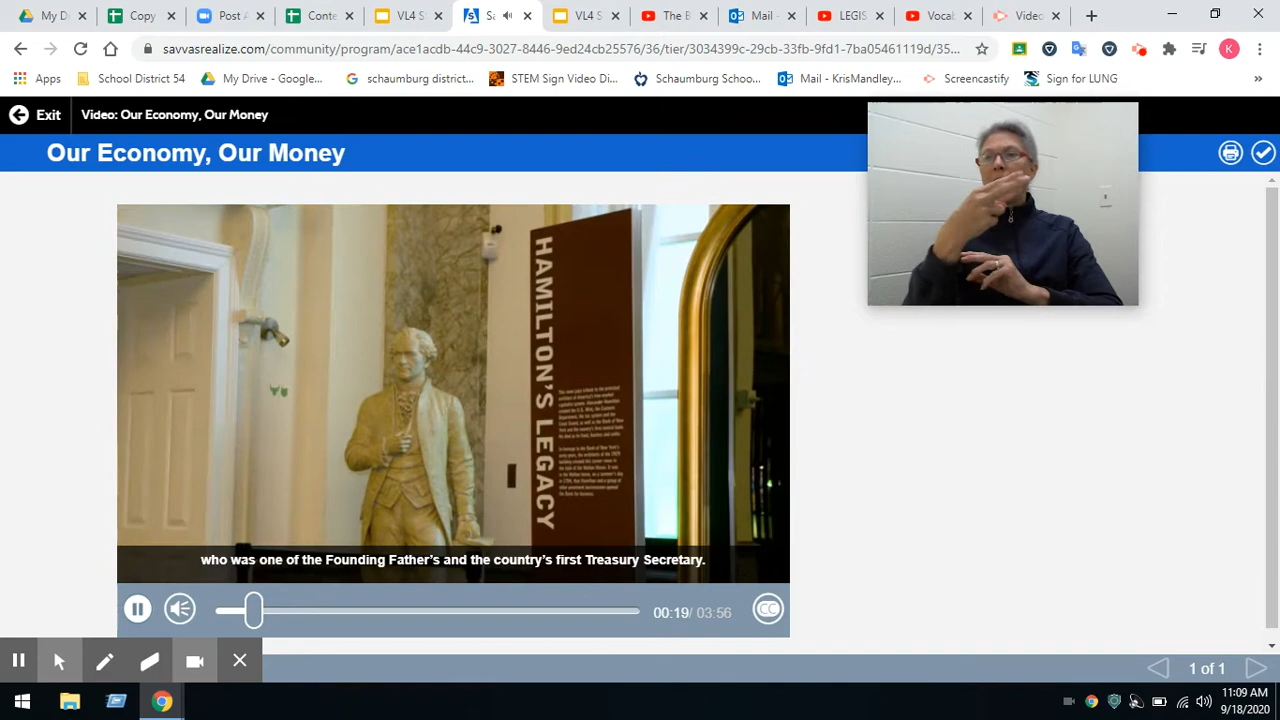 My D
Copy
Post A
Conte
VL4 S
Sa
VL4 S
The B
Mail -
LEGIS
Vocab
Video
savvasrealize.com/community/program/ace1acdb-44c9-3027-8446-9ed24cb25576/36/tier/3034399c-29cb-33fb-9fd1-7ba05461119d/35...
K
Apps
School District 54
My Drive - Google...
schaumburg district...
STEM Sign Video Di...
Schaumburg Schoo...
Mail - KrisMandley...
Screencastify
Sign for LUNG
»
Exit
Video: Our Economy, Our Money
Our Economy, Our Money
HAMILTON'S LEGACY
who was one of the Founding Father's and the country's first Treasury Secretary.
00:19/ 03:56
CC
1 of 1
11:09 AM
9/18/2020